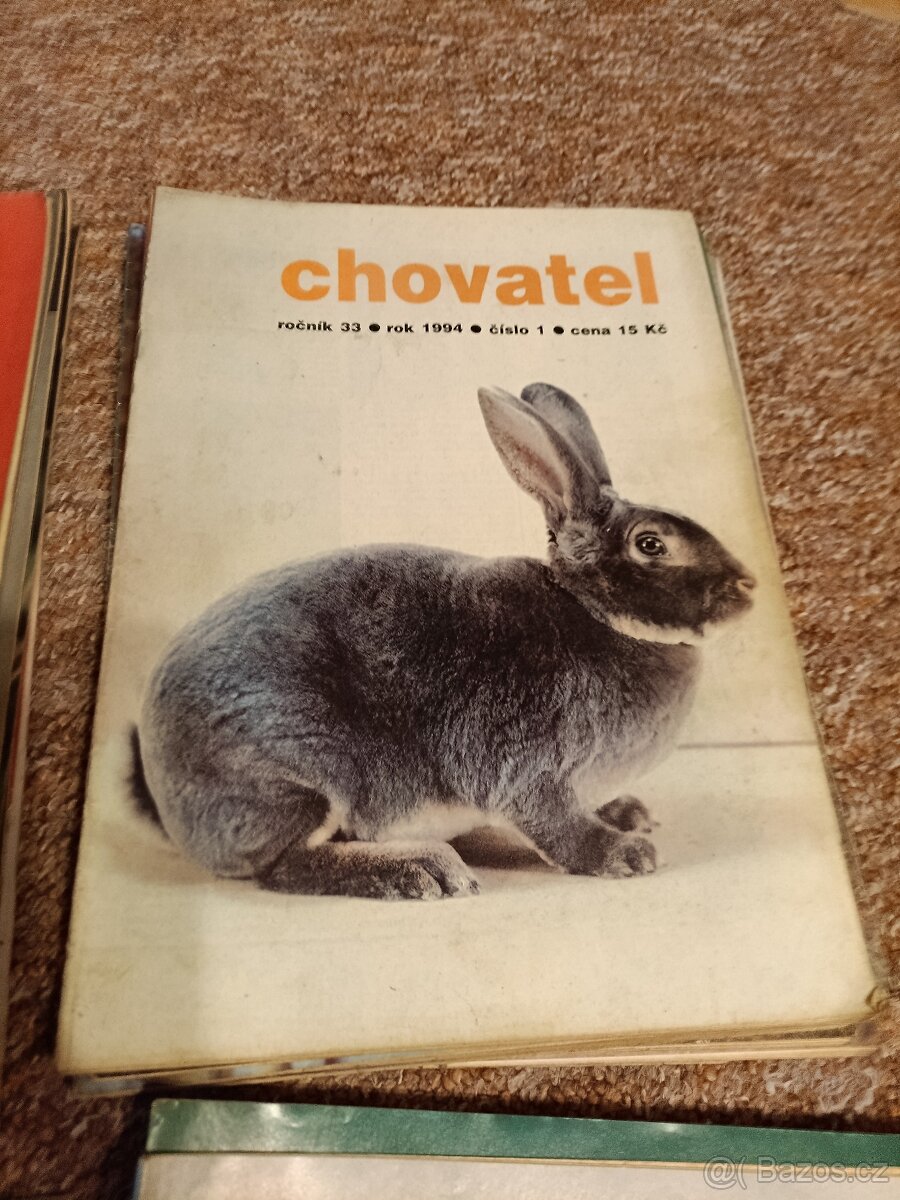 chovatel
ročník 33 ● rok 1994 ● číslo 1 ● cena 15 Kč
@( Bazos.cz